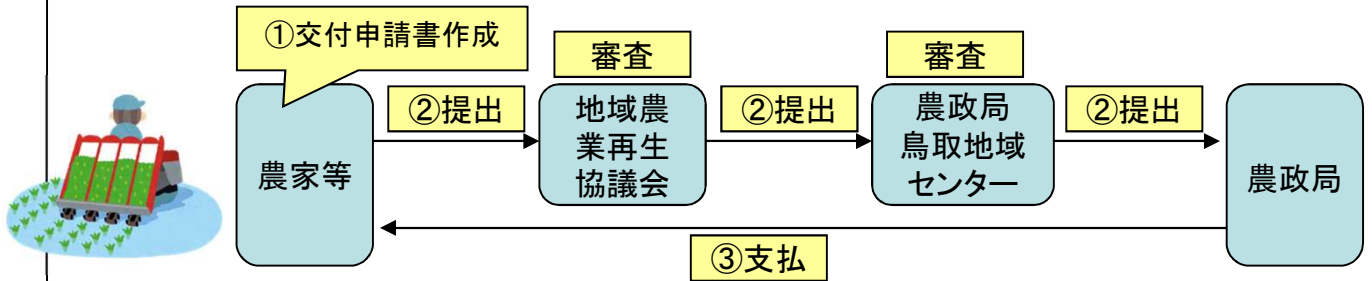 ①交付申請書作成
審査
審査
②提出
②提出
②提出
農家等
地域農
業再生
協議会
農政局
鳥取地域
センター
農政局
③支払